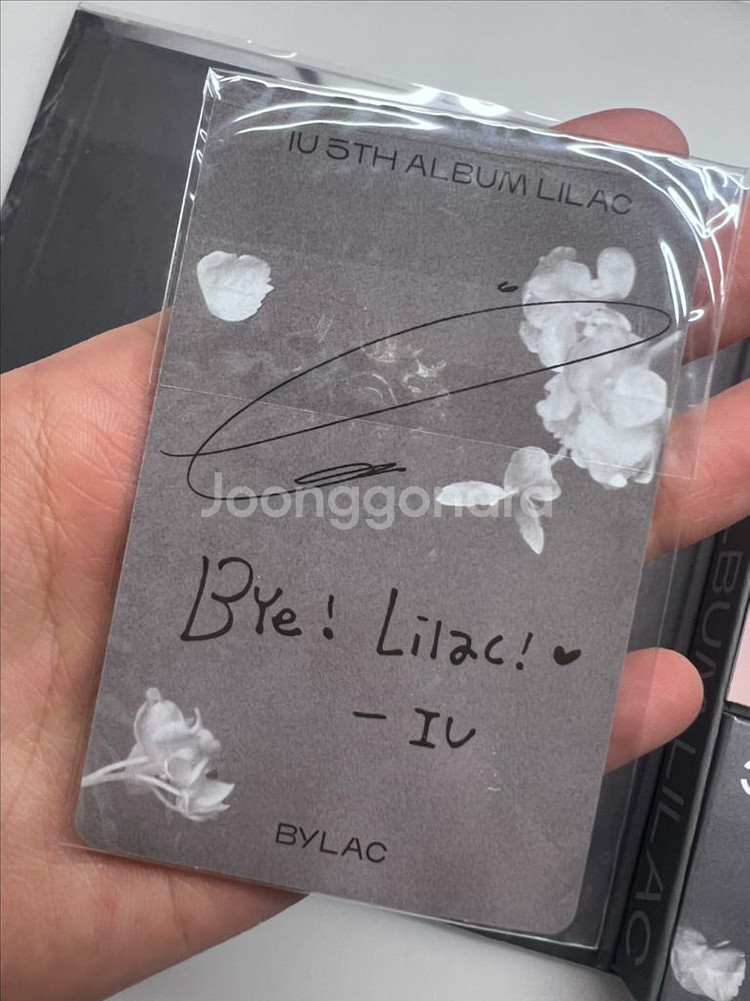 IU 5TH ALBUM LILAC
Joonggonara
Bye! Lilac! ♥
- IU
BYLAC
BUM LILAC